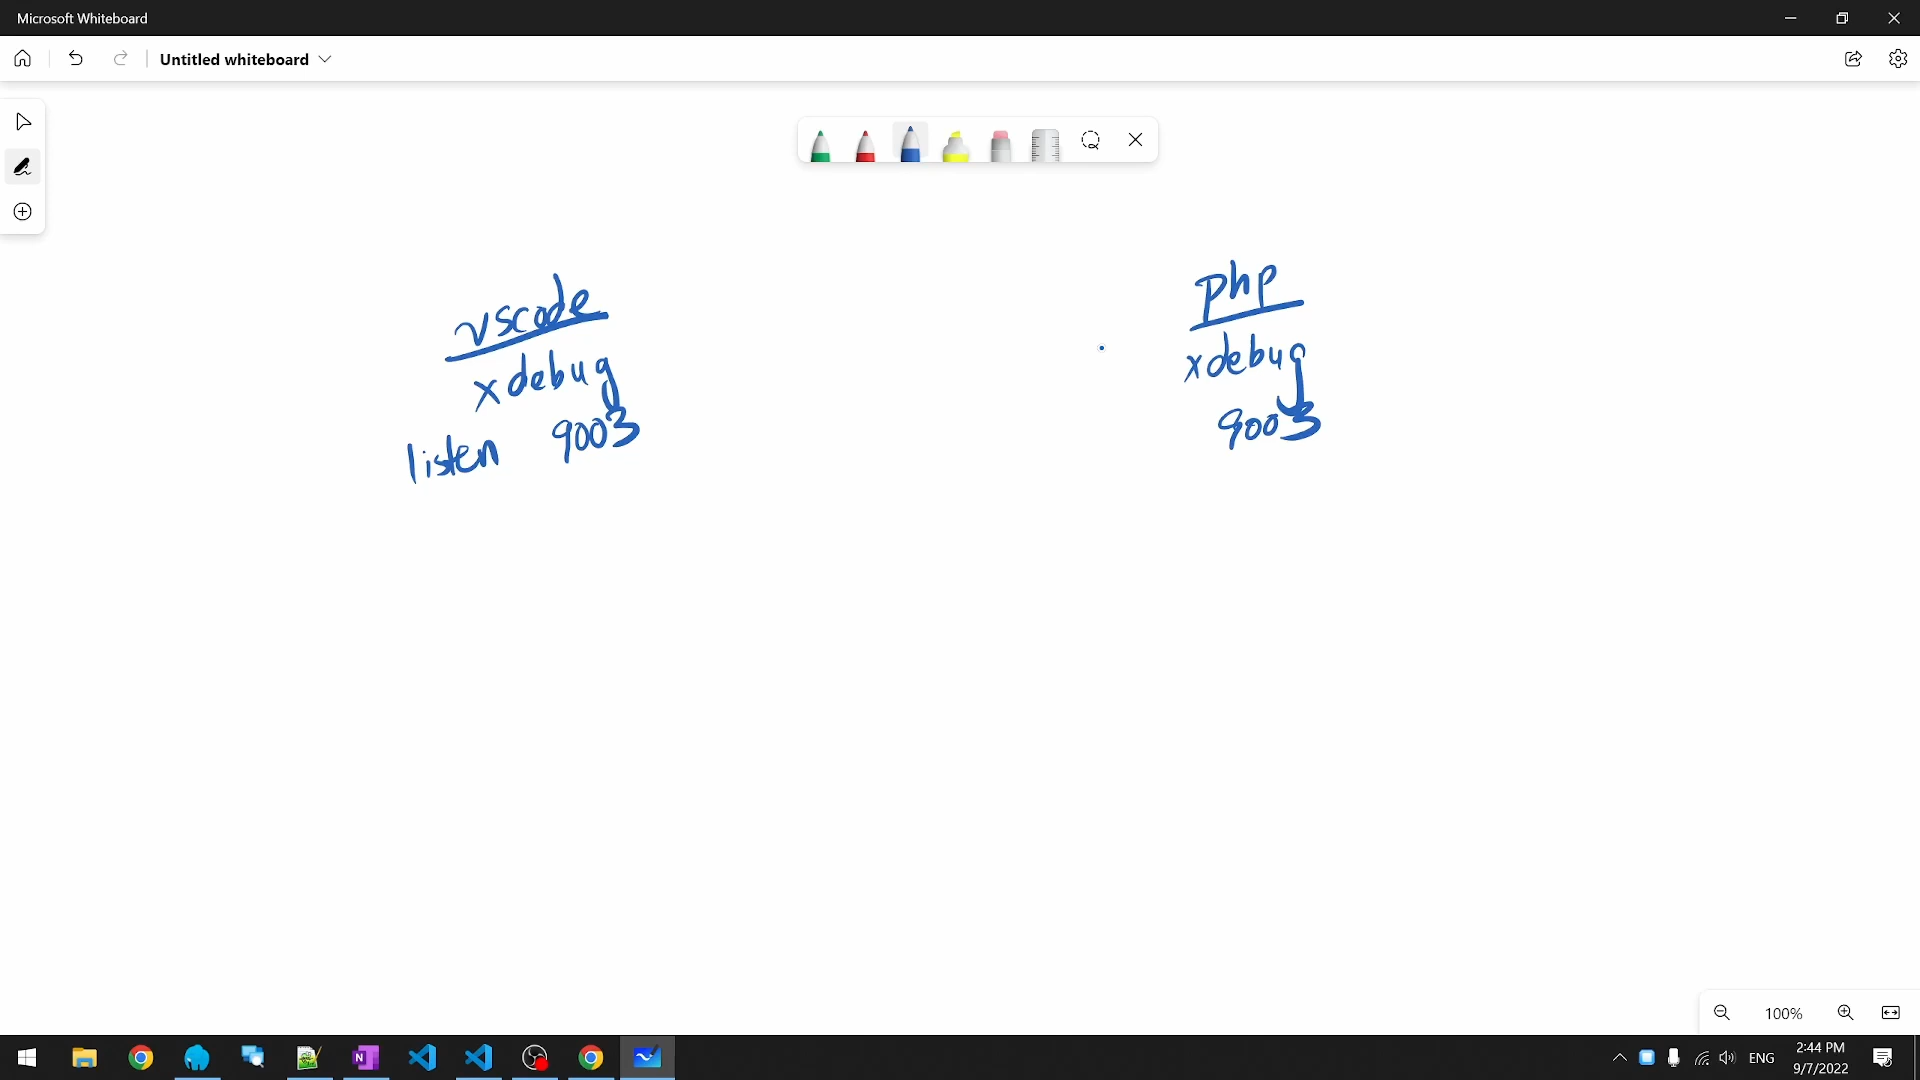 Microsoft Whiteboard
Untitled whiteboard
vscode
xdebug
listen 9003
php
xdebug
9003
100%
ENG
2:44 PM
9/7/2022